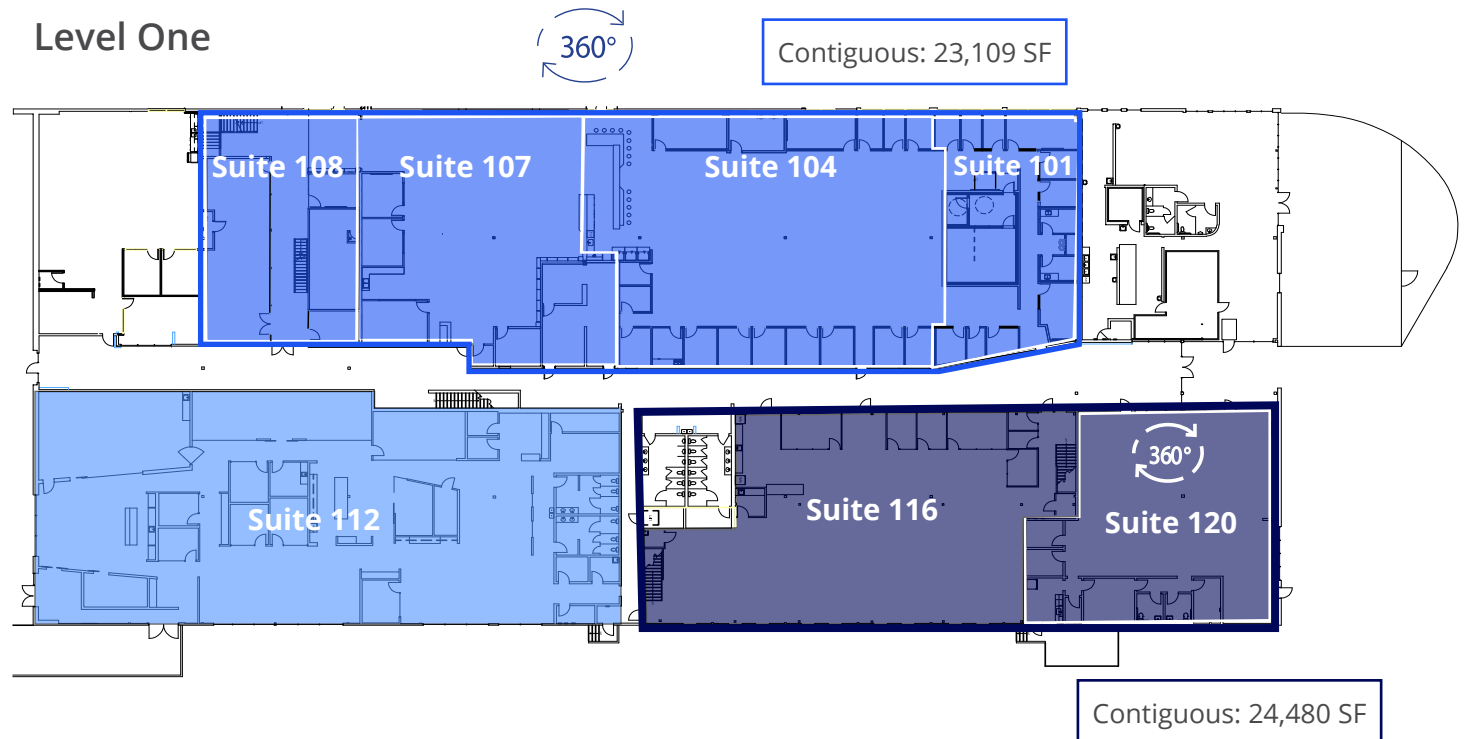 Level One
360°
Contiguous: 23,109 SF
Suite 108
Suite 107
Suite 104
Suite 101
Suite 112
Suite 116
360°
Suite 120
Contiguous: 24,480 SF